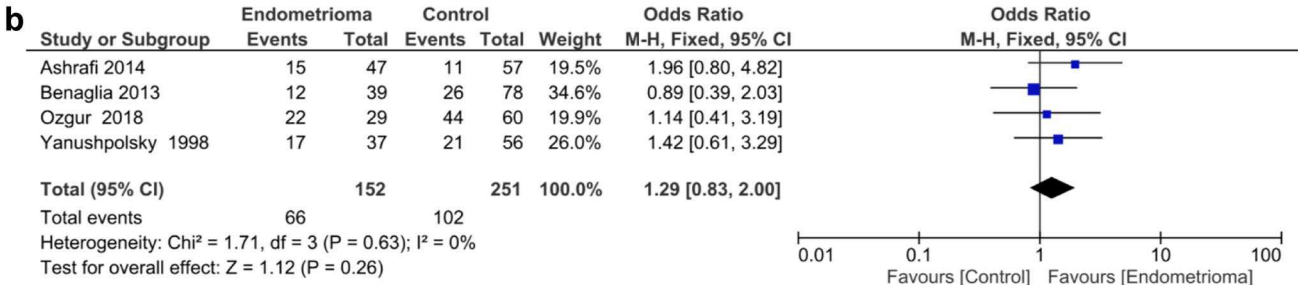 b
Endometrioma Control Odds Ratio Odds Ratio
Study or Subgroup Events Total Events Total Weight M-H, Fixed, 95% CI M-H, Fixed, 95% CI
Ashrafi 2014 15 47 11 57 19.5% 1.96 [0.80, 4.82]
Benaglia 2013 12 39 26 78 34.6% 0.89 [0.39, 2.03]
Ozgur 2018 22 29 44 60 19.9% 1.14 [0.41, 3.19]
Yanushpolsky 1998 17 37 21 56 26.0% 1.42 [0.61, 3.29]
Total (95% CI) 152 251 100.0% 1.29 [0.83, 2.00]
Total events 66 102
Heterogeneity: Chi² = 1.71, df = 3 (P = 0.63); I² = 0%
Test for overall effect: Z = 1.12 (P = 0.26)
0.01 0.1 1 10 100
Favours [Control] Favours [Endometrioma]